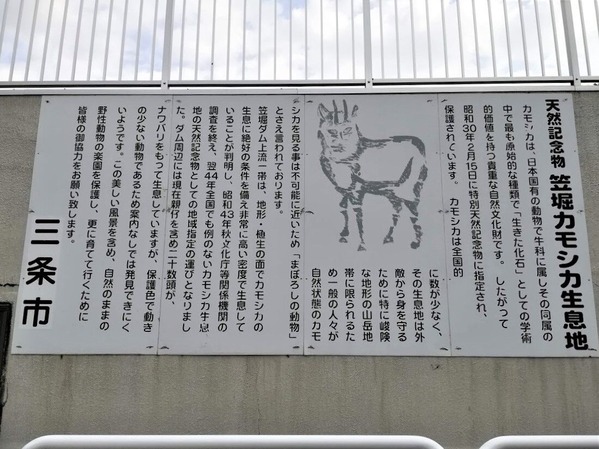 天然記念物 笠堀カモシカ生息地
カモシカは、日本固有の動物で牛科に属しその同属の
中で最も原始的な種類で「生きた化石」としての学術
的価値を持つ貴重な自然文化財です。したがって
昭和30年2月15日に特別天然記念物に指定され、
保護されています。カモシカは全国的
に数が少なく、
その生息地は外
敵から身を守る
ために特に峻険
な地形の山岳地
帯に限られるた
め一般の人々が
自然状態のカモ
シカを見る事は不可能に近いため「まぼろしの動物」
とさえ言われております。
笠堀ダム上流一帯は、地形・植生の面でカモシカの
生息に絶好の条件を備え非常に高い密度で生息して
いることが判明し、昭和43年秋文化庁等関係機関の
調査を終え、翌44年全国でも例のないカモシカ生息
地の天然記念物としての地域指定の運びとなりまし
た。ダム周辺には現在親仔を含め二十数頭が、
ナワバリをもって生息していますが、保護色で動き
の少ない動物であるため案内なしでは発見できにく
いようです。この美しい風景を含め、自然のままの
野性動物の楽園を保護し、更に育てて行くために
皆様の御協力をお願い致します。
三条市